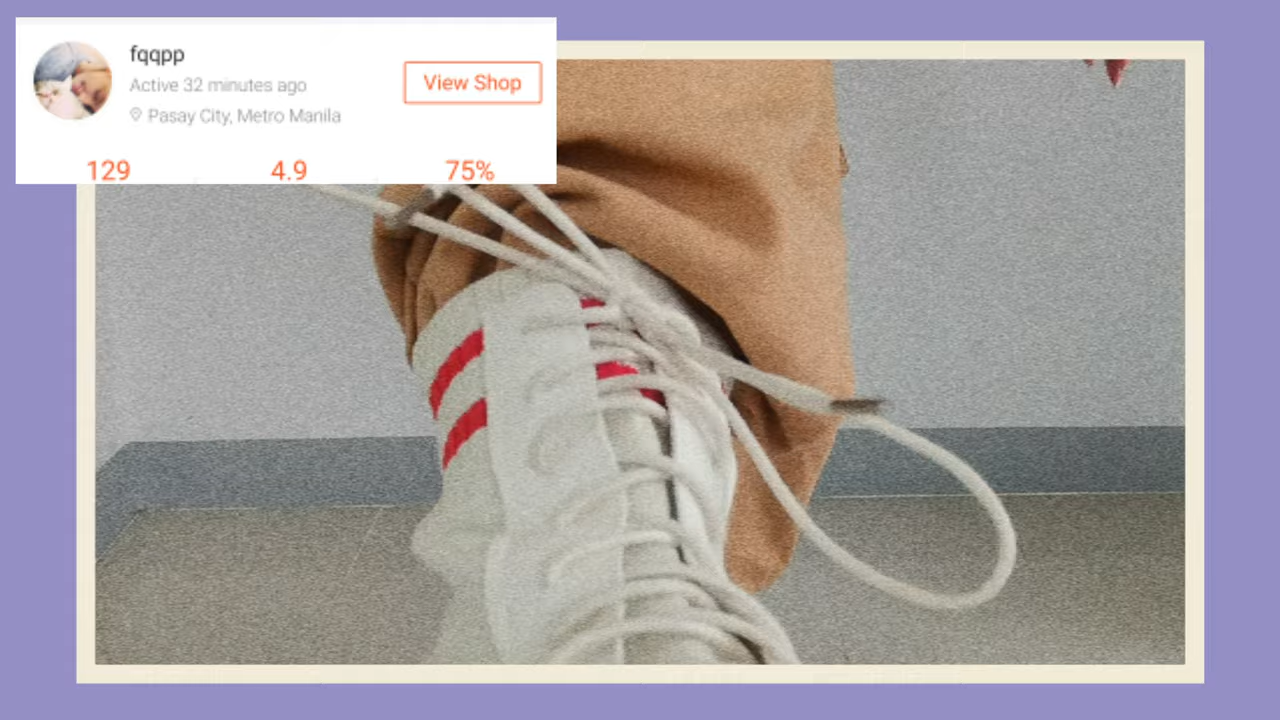 fqqpp
Active 32 minutes ago
View Shop
Pasay City, Metro Manila
129 4.9 75%